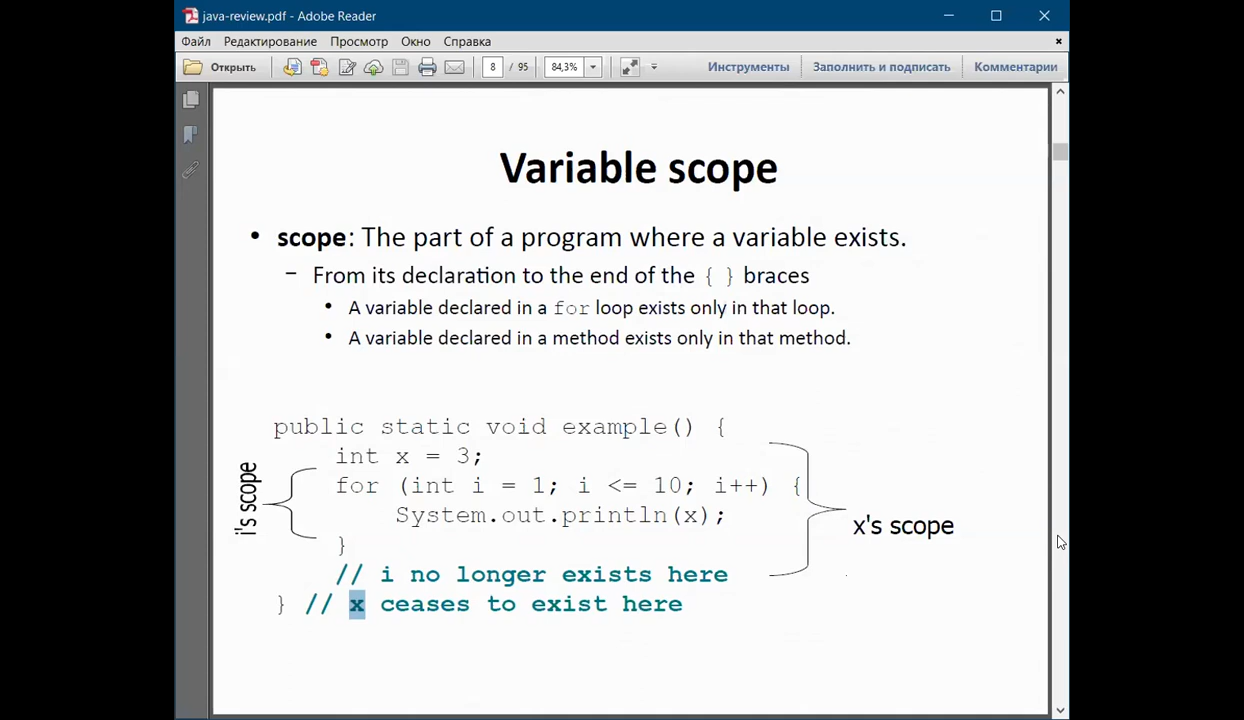 java-review.pdf - Adobe Reader
Файл Редактирование Просмотр Окно Справка
Открыть 8 / 95 84,3% Инструменты Заполнить и подписать Комментарии
Variable scope
• scope: The part of a program where a variable exists.
– From its declaration to the end of the { } braces
• A variable declared in a for loop exists only in that loop.
• A variable declared in a method exists only in that method.
public static void example() {
int x = 3;
for (int i = 1; i <= 10; i++) {
System.out.println(x);
}
// i no longer exists here
} // x ceases to exist here
i's scope
x's scope